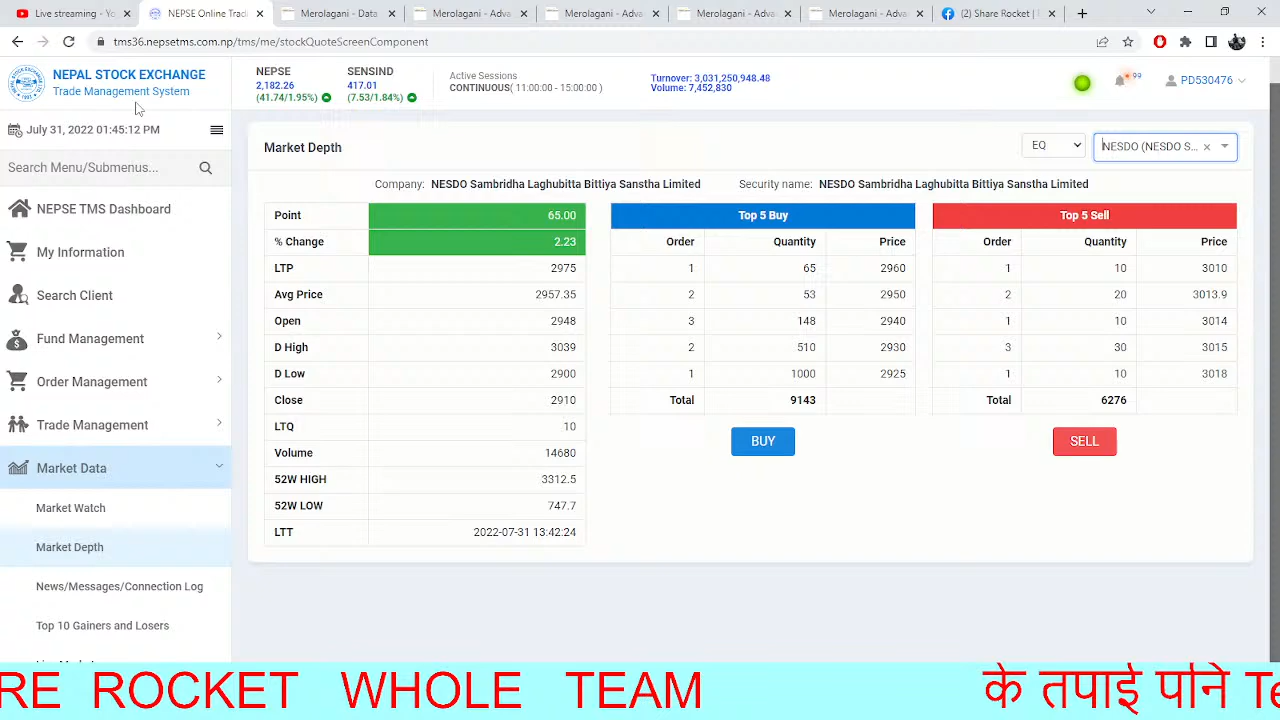 Live streaming - Yo
NEPSE Online Tradi
Merolagani - Data
Merolagani - Adva
Merolagani - Adva
Merolagani - Adva
Merolagani - Adva
(2) Share Rocket |
tms36.nepsetms.com.np/tms/me/stockQuoteScreenComponent
NEPAL STOCK EXCHANGE
Trade Management System
NEPSE
2,182.26
(41.74/1.95%)
SENSIND
417.01
(7.53/1.84%)
Active Sessions
CONTINUOUS( 11:00:00 - 15:00:00 )
Turnover: 3,031,250,948.48
Volume: 7,452,830
99
PD530476
July 31, 2022 01:45:12 PM
Search Menu/Submenus...
NEPSE TMS Dashboard
My Information
Search Client
Fund Management
Order Management
Trade Management
Market Data
Market Watch
Market Depth
News/Messages/Connection Log
Top 10 Gainers and Losers
Market Depth
EQ
NESDO (NESDO S...
Company: NESDO Sambridha Laghubitta Bittiya Sanstha Limited
Security name: NESDO Sambridha Laghubitta Bittiya Sanstha Limited
Point 65.00
% Change 2.23
LTP 2975
Avg Price 2957.35
Open 2948
D High 3039
D Low 2900
Close 2910
LTQ 10
Volume 14680
52W HIGH 3312.5
52W LOW 747.7
LTT 2022-07-31 13:42:24
Top 5 Buy
Order Quantity Price
1 65 2960
2 53 2950
3 148 2940
2 510 2930
1 1000 2925
Total 9143
BUY
Top 5 Sell
Order Quantity Price
1 10 3010
2 20 3013.9
1 10 3014
3 30 3015
1 10 3018
Total 6276
SELL
RE ROCKET WHOLE TEAM के तपाई पनि Te